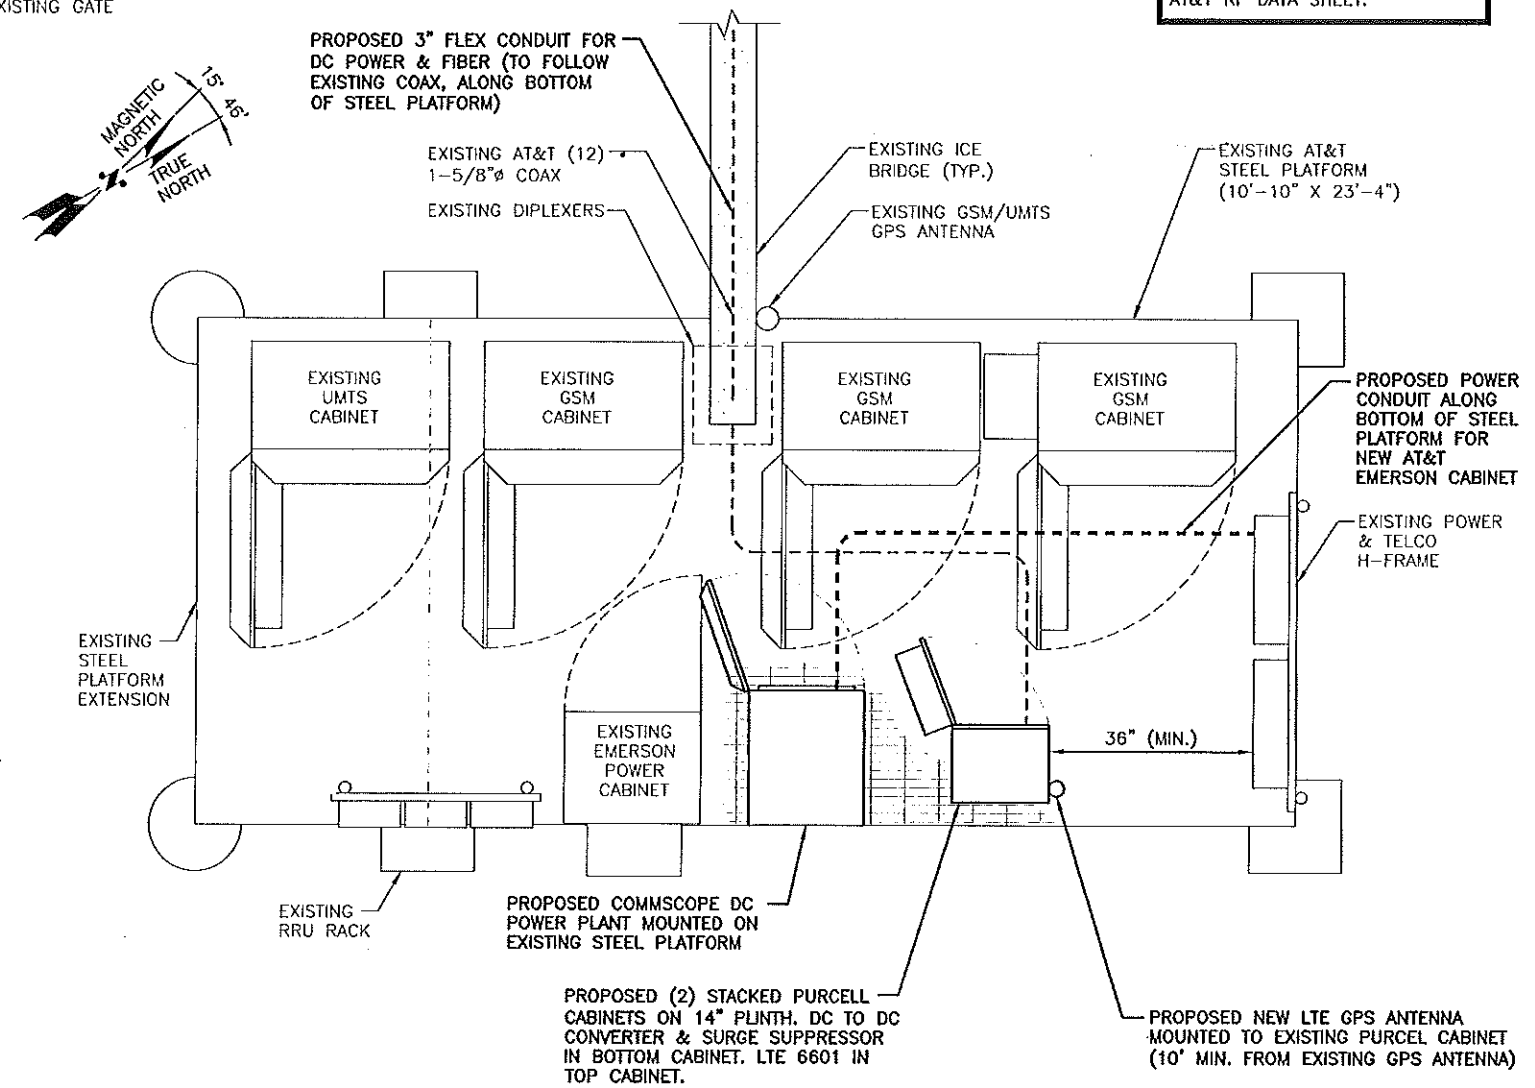 EXISTING GATE
AT&T RF DATA SHEET.
PROPOSED 3" FLEX CONDUIT FOR
DC POWER & FIBER (TO FOLLOW
EXISTING COAX, ALONG BOTTOM
OF STEEL PLATFORM)
15° 46'
MAGNETIC
NORTH
TRUE
NORTH
N
EXISTING AT&T (12)
1-5/8"ø COAX
EXISTING DIPLEXERS
EXISTING ICE
BRIDGE (TYP.)
EXISTING GSM/UMTS
GPS ANTENNA
EXISTING AT&T
STEEL PLATFORM
(10'-10" X 23'-4")
EXISTING
UMTS
CABINET
EXISTING
GSM
CABINET
EXISTING
GSM
CABINET
EXISTING
GSM
CABINET
PROPOSED POWER
CONDUIT ALONG
BOTTOM OF STEEL
PLATFORM FOR
NEW AT&T
EMERSON CABINET
EXISTING POWER
& TELCO
H-FRAME
EXISTING
STEEL
PLATFORM
EXTENSION
EXISTING
EMERSON
POWER
CABINET
36" (MIN.)
EXISTING
RRU RACK
PROPOSED COMMSCOPE DC
POWER PLANT MOUNTED ON
EXISTING STEEL PLATFORM
PROPOSED (2) STACKED PURCELL
CABINETS ON 14" PLINTH. DC TO DC
CONVERTER & SURGE SUPPRESSOR
IN BOTTOM CABINET. LTE 6601 IN
TOP CABINET.
PROPOSED NEW LTE GPS ANTENNA
MOUNTED TO EXISTING PURCEL CABINET
(10' MIN. FROM EXISTING GPS ANTENNA)